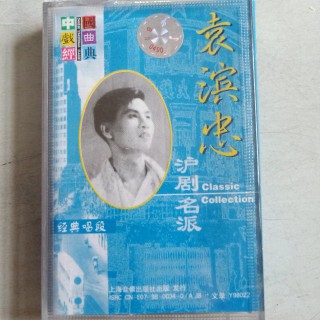 中國
戲曲
經典
袁滨忠
沪剧名派
Classic
Collection
经典唱段
上海音像出版社出版 发行